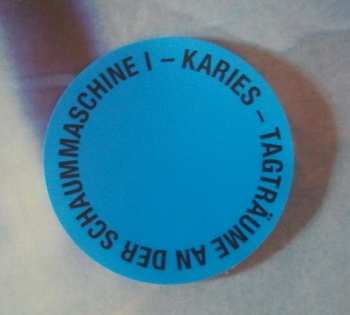 KARIES – TAGTRÄUME AN DER SCHAUMMASCHINE I –